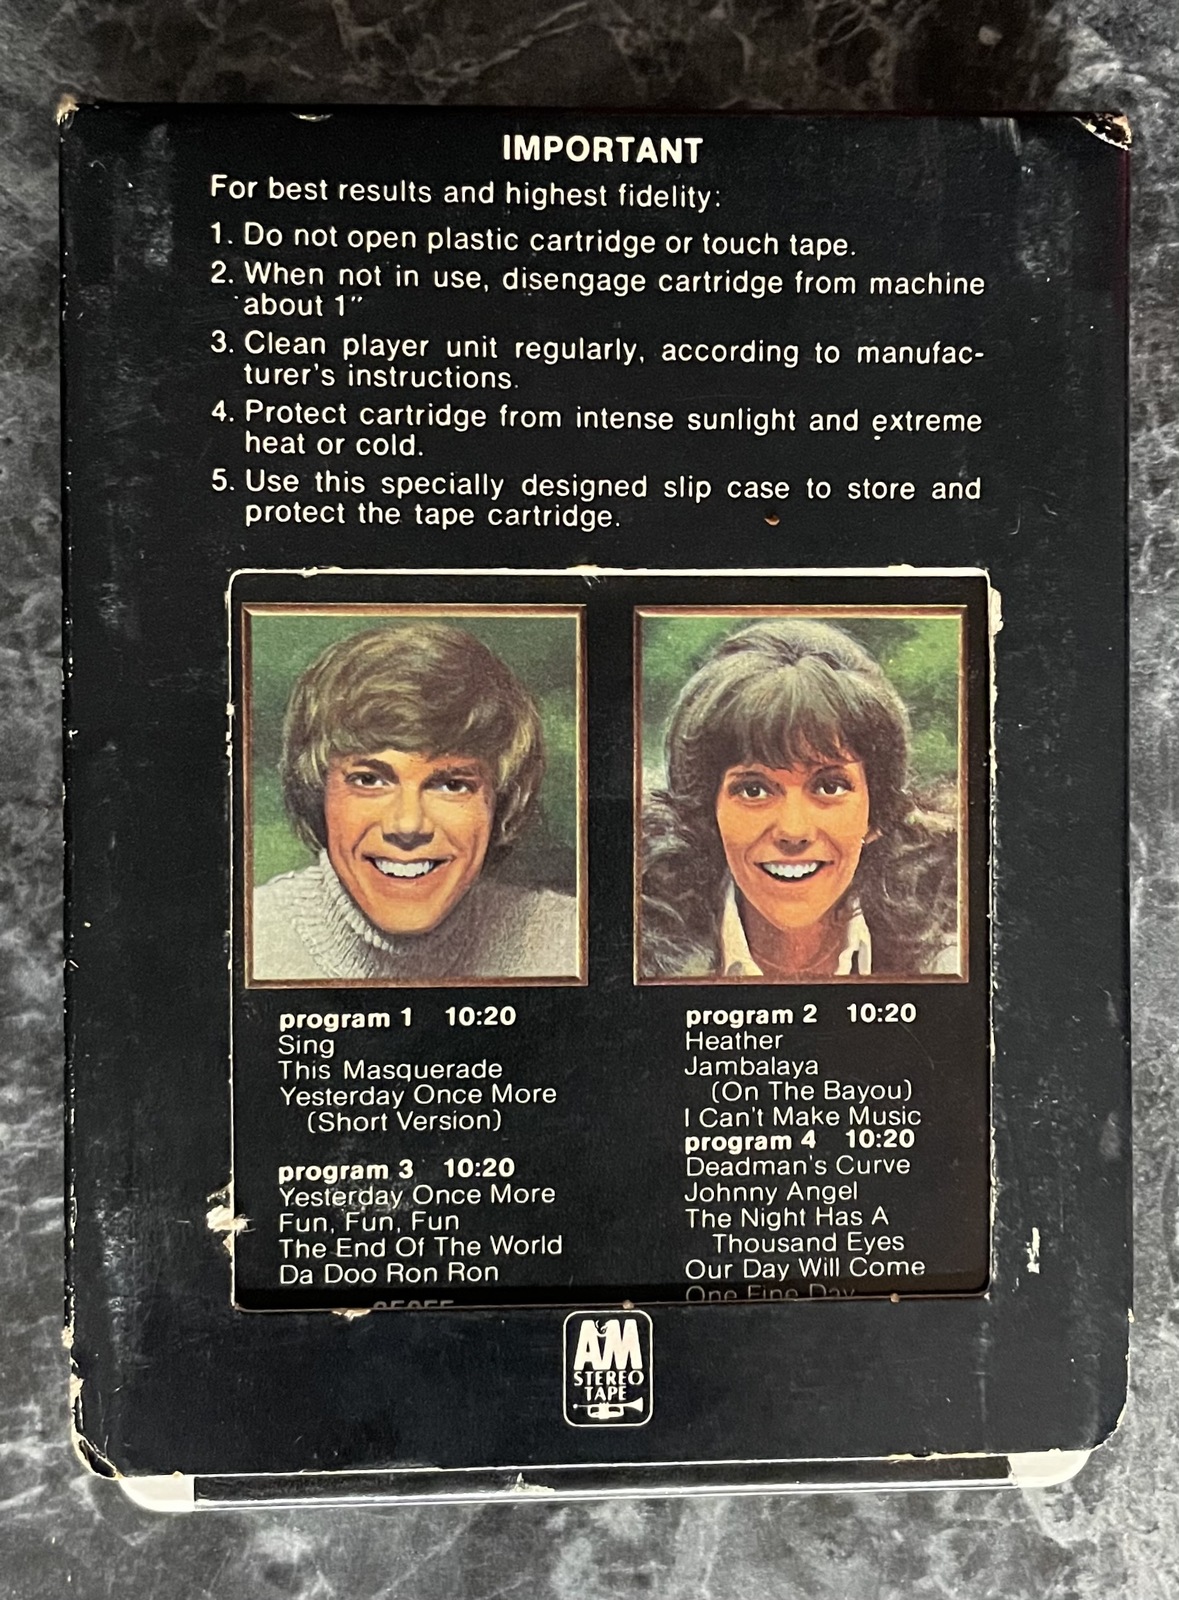 IMPORTANT
For best results and highest fidelity:
1. Do not open plastic cartridge or touch tape.
2. When not in use, disengage cartridge from machine
about 1"
3. Clean player unit regularly, according to manufac-
turer's instructions.
4. Protect cartridge from intense sunlight and extreme
heat or cold.
5. Use this specially designed slip case to store and
protect the tape cartridge.
program 1 10:20
Sing
This Masquerade
Yesterday Once More
(Short Version)
program 3 10:20
Yesterday Once More
Fun, Fun, Fun
The End Of The World
Da Doo Ron Ron
program 2 10:20
Heather
Jambalaya
(On The Bayou)
I Can't Make Music
program 4 10:20
Deadman's Curve
Johnny Angel
The Night Has A
Thousand Eyes
Our Day Will Come
One Fine Day
A&M
STEREO
TAPE